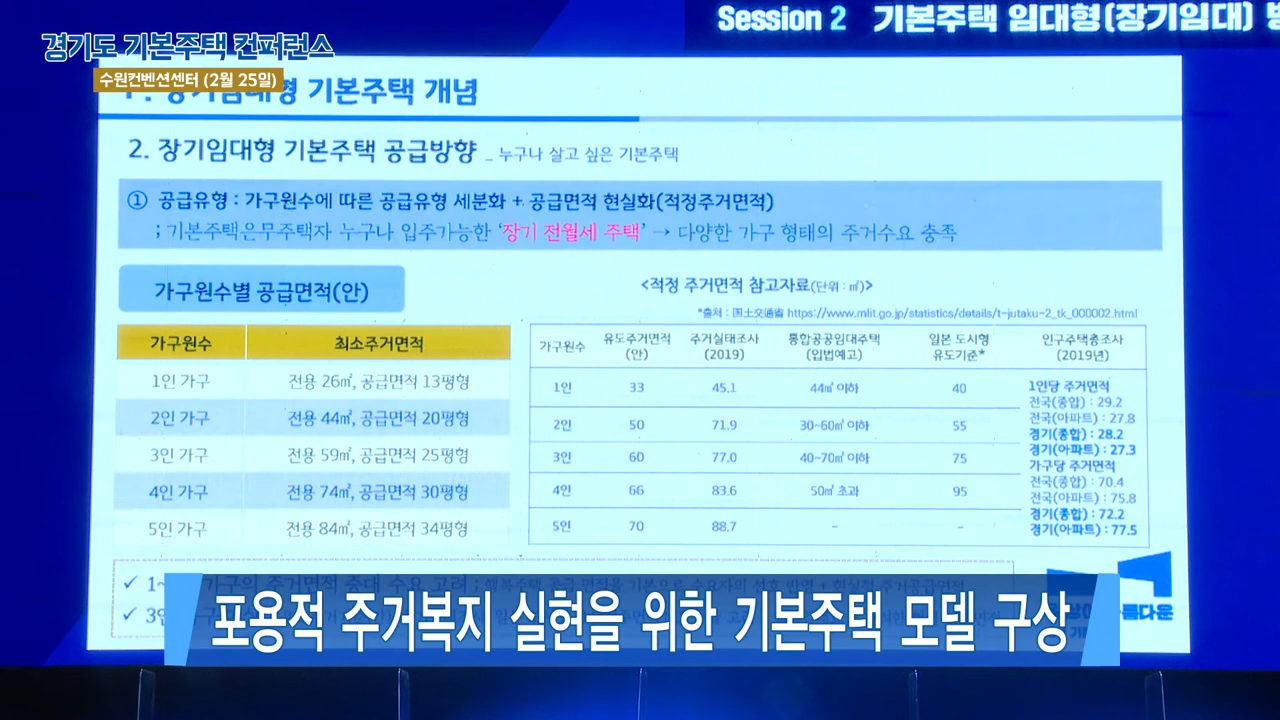 Session 2 기본주택 임대형(장기임대)
경기도 기본주택 컨퍼런스
수원컨벤션센터 (2월 25일)
기본주택 개념
2. 장기임대형 기본주택 공급방향 _ 누구나 살고 싶은 기본주택
① 공급유형 : 가구원수에 따른 공급유형 세분화 + 공급면적 현실화(적정주거면적)
; 기본주택은무주택자 누구나 입주가능한 ‘장기 전월세 주택’ → 다양한 가구 형태의 주거수요 충족
가구원수별 공급면적(안)
가구원수 최소주거면적
1인 가구 전용 26㎡, 공급면적 13평형
2인 가구 전용 44㎡, 공급면적 20평형
3인 가구 전용 59㎡, 공급면적 25평형
4인 가구 전용 74㎡, 공급면적 30평형
5인 가구 전용 84㎡, 공급면적 34평형
<적정 주거면적 참고자료(단위 : ㎡)>
*출처 : 国土交通省 https://www.mlit.go.jp/statistics/details/t-jutaku-2_tk_000002.html
가구원수 유도주거면적 (안) 주거실태조사 (2019) 통합공공임대주택 (입법예고) 일본 도시형 유도기준* 인구주택총조사 (2019년)
1인 33 45.1 44㎡ 이하 40
2인 50 71.9 30~60㎡ 이하 55
3인 60 77.0 40~70㎡ 이하 75
4인 66 83.6 50㎡ 초과 95
5인 70 88.7 - -
1인당 주거면적
전국(종합) : 29.2
전국(아파트) : 27.8
경기(종합) : 28.2
경기(아파트) : 27.3
가구당 주거면적
전국(종합) : 70.4
전국(아파트) : 75.8
경기(종합) : 72.2
경기(아파트) : 77.5
포용적 주거복지 실현을 위한 기본주택 모델 구상